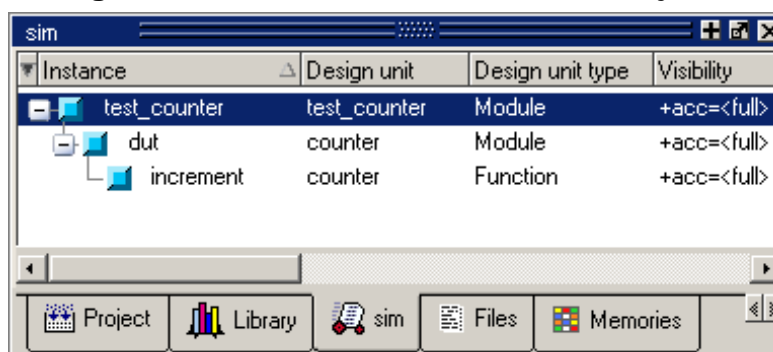 sim
Instance Design unit Design unit type Visibility
test_counter test_counter Module +acc=<full>
dut counter Module +acc=<full>
increment counter Function +acc=<full>
Project Library sim Files Memories